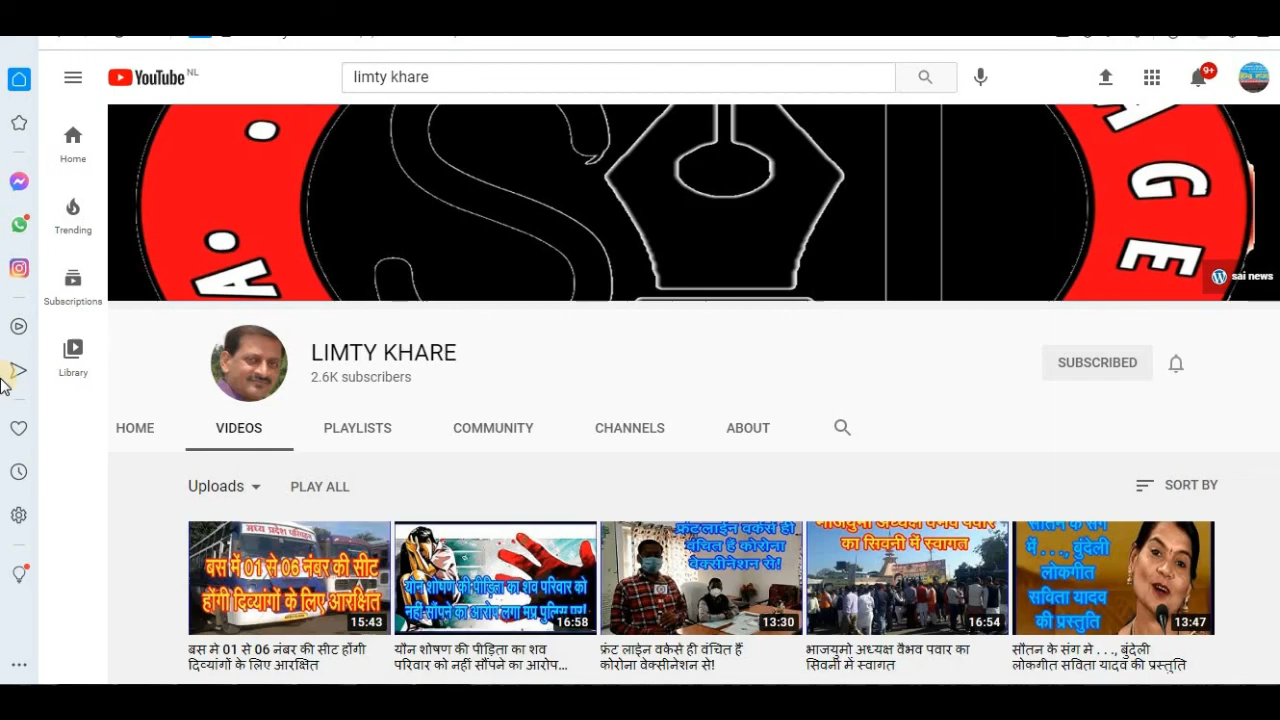 YouTube NL
limty khare
9+
Home
Trending
Subscriptions
Library
A
A
G
E
sai news
LIMTY KHARE
2.6K subscribers
SUBSCRIBED
HOME VIDEOS PLAYLISTS COMMUNITY CHANNELS ABOUT
Uploads PLAY ALL
SORT BY
मध्य प्रदेश परिवहन
बस में 01 से 06 नंबर की सीट
होंगी दिव्यांगों के लिए आरक्षित
15:43
यौन शोषण की पीड़िता का शव परिवार को
नहीं सौंपने का आरोप लगा मप्र पुलिस पर!
16:58
फ्रंट लाईन वर्कर्स ही
वंचित हैं कोरोना
वेक्सीनेशन से!
13:30
भाजयुमो अध्यक्ष वैभव पवार
का सिवनी में स्वागत
16:54
सौतन के संग
में . . ., बुंदेली
लोकगीत
सविता यादव
की प्रस्तुति
13:47
बस मे 01 से 06 नंबर की सीट होंगी
दिव्यांगों के लिए आरक्षित
यौन शोषण की पीड़िता का शव
परिवार को नहीं सौंपने का आरोप...
फ्रंट लाईन वर्केर्स ही वंचित हैं
कोरोना वेक्सीनेशन से!
भाजयुमो अध्यक्ष वैभव पवार का
सिवनी में स्वागत
सौतन के संग मे . . ., बुंदेली
लोकगीत सविता यादव की प्रस्तुति